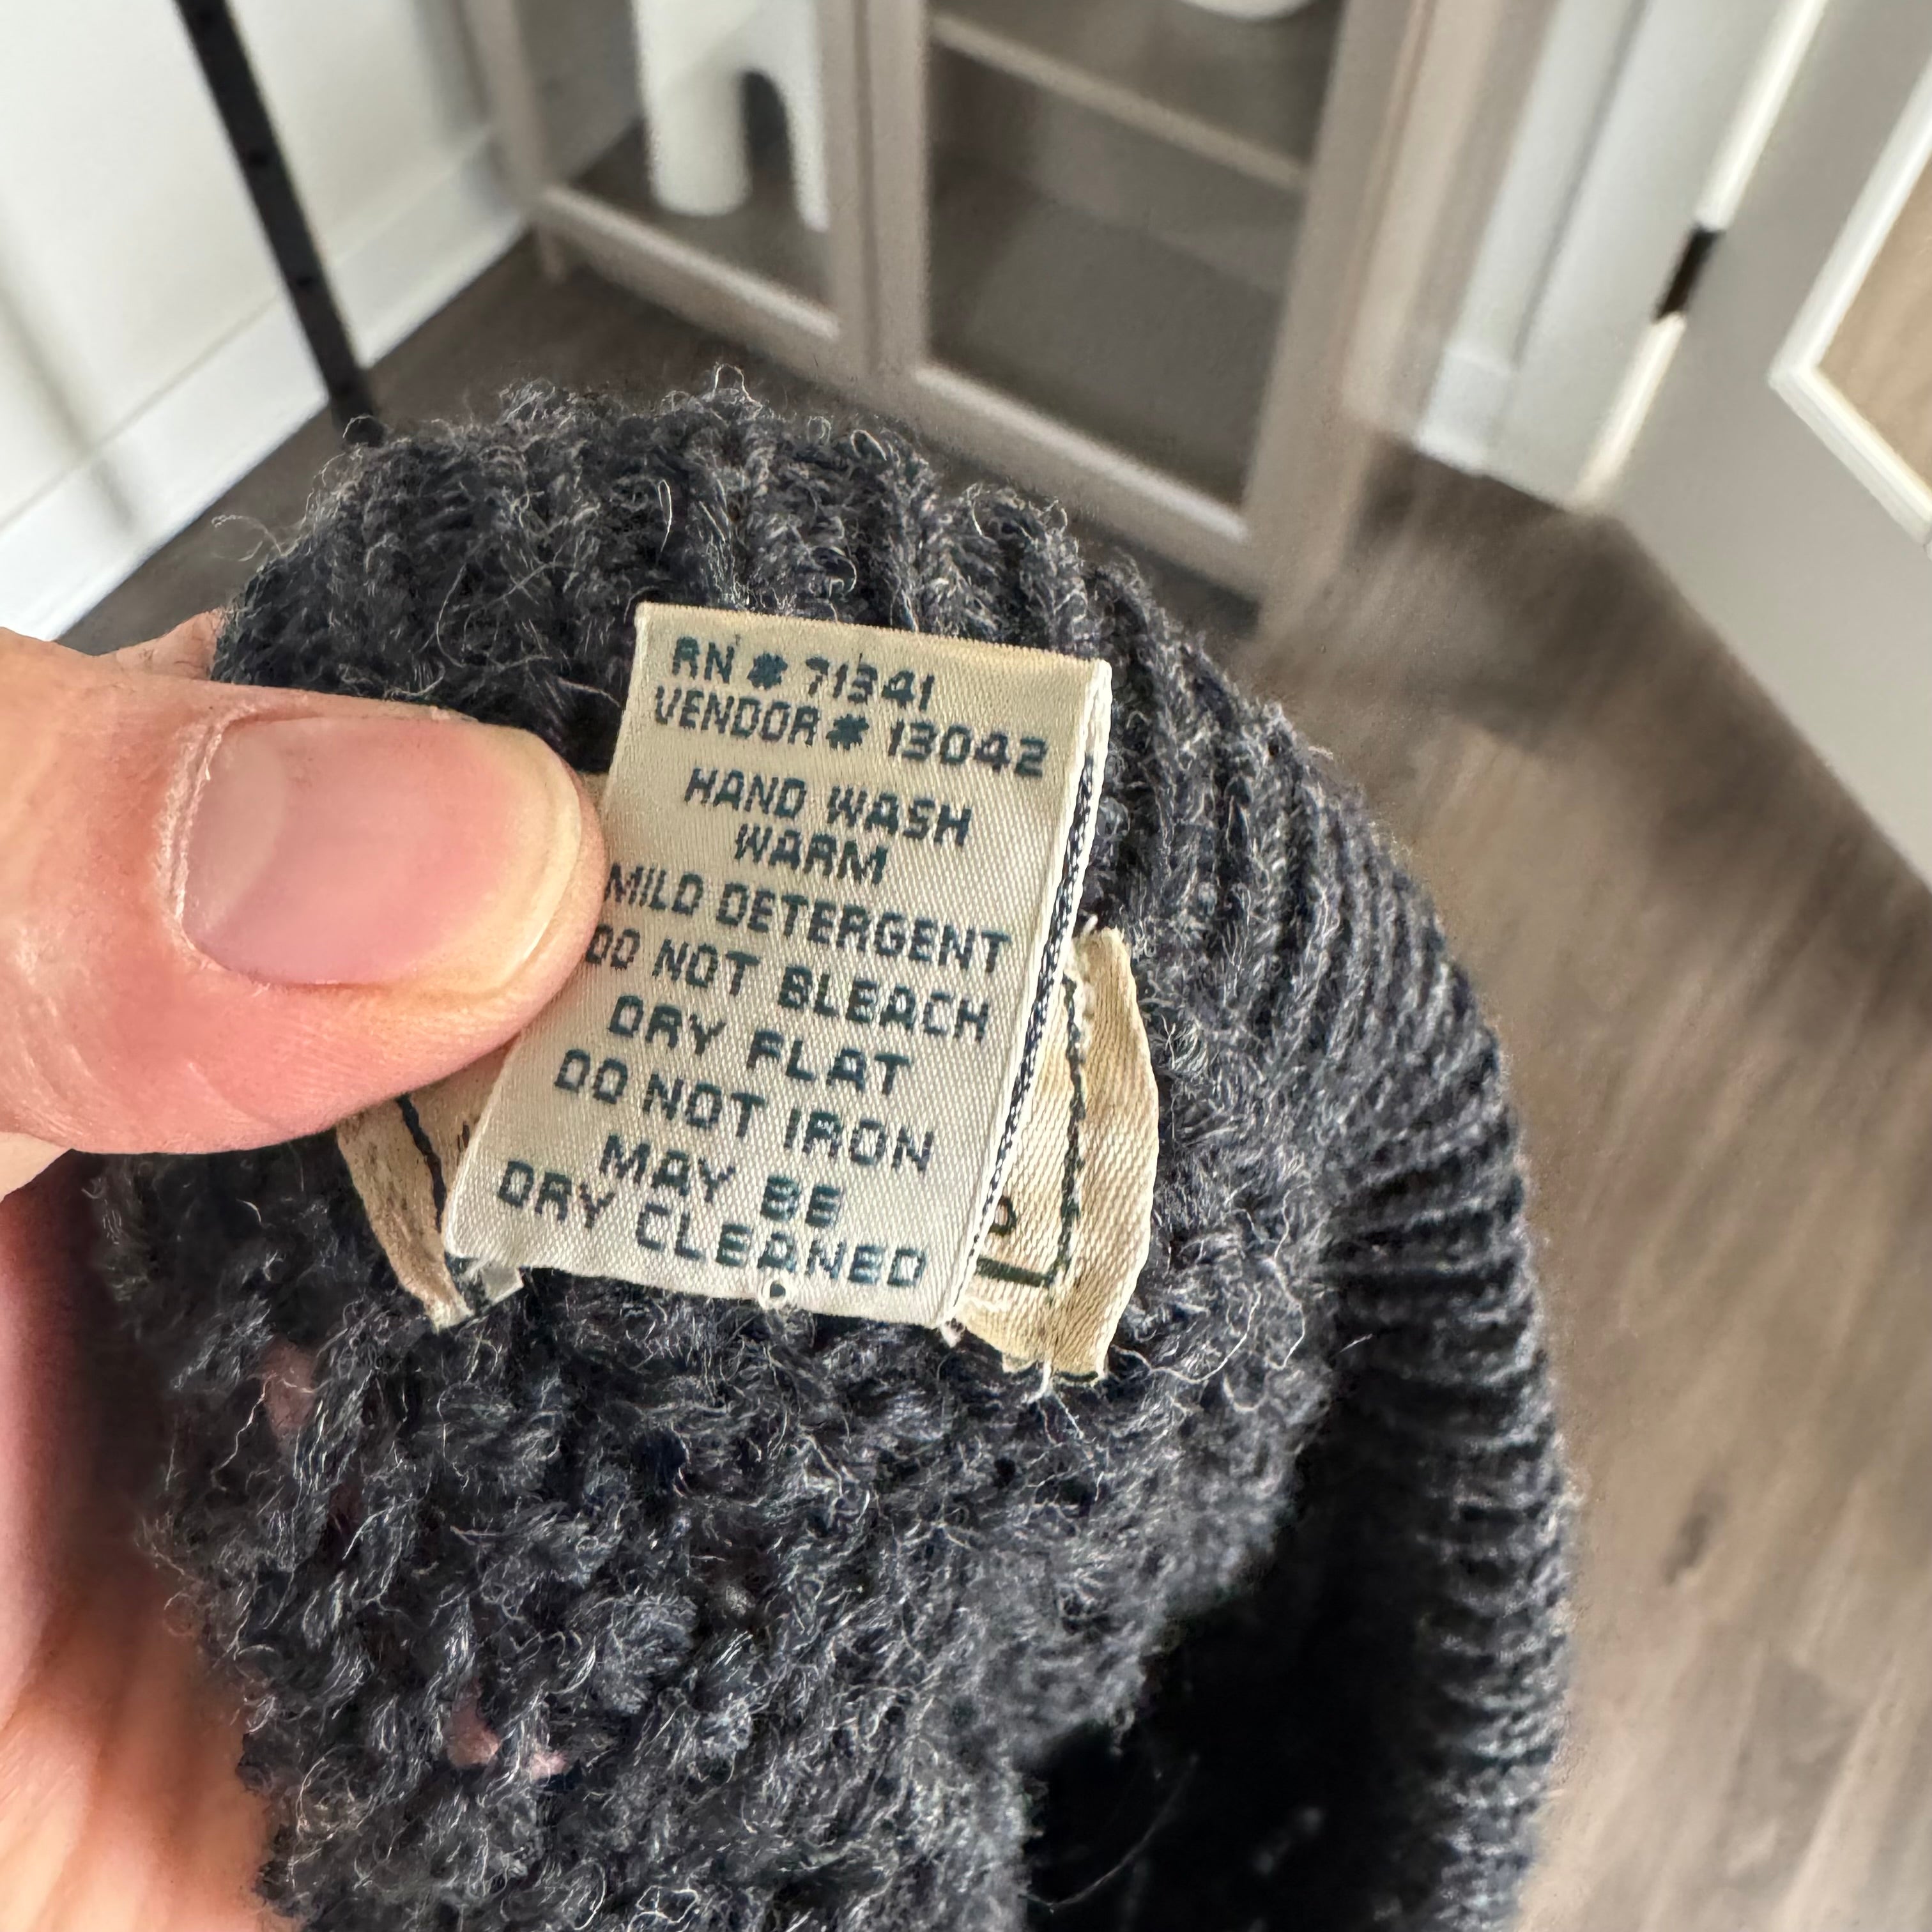 RN # 71341
VENDOR # 13042
HAND WASH
WARM
MILD DETERGENT
DO NOT BLEACH
DRY FLAT
DO NOT IRON
MAY BE
DRY CLEANED